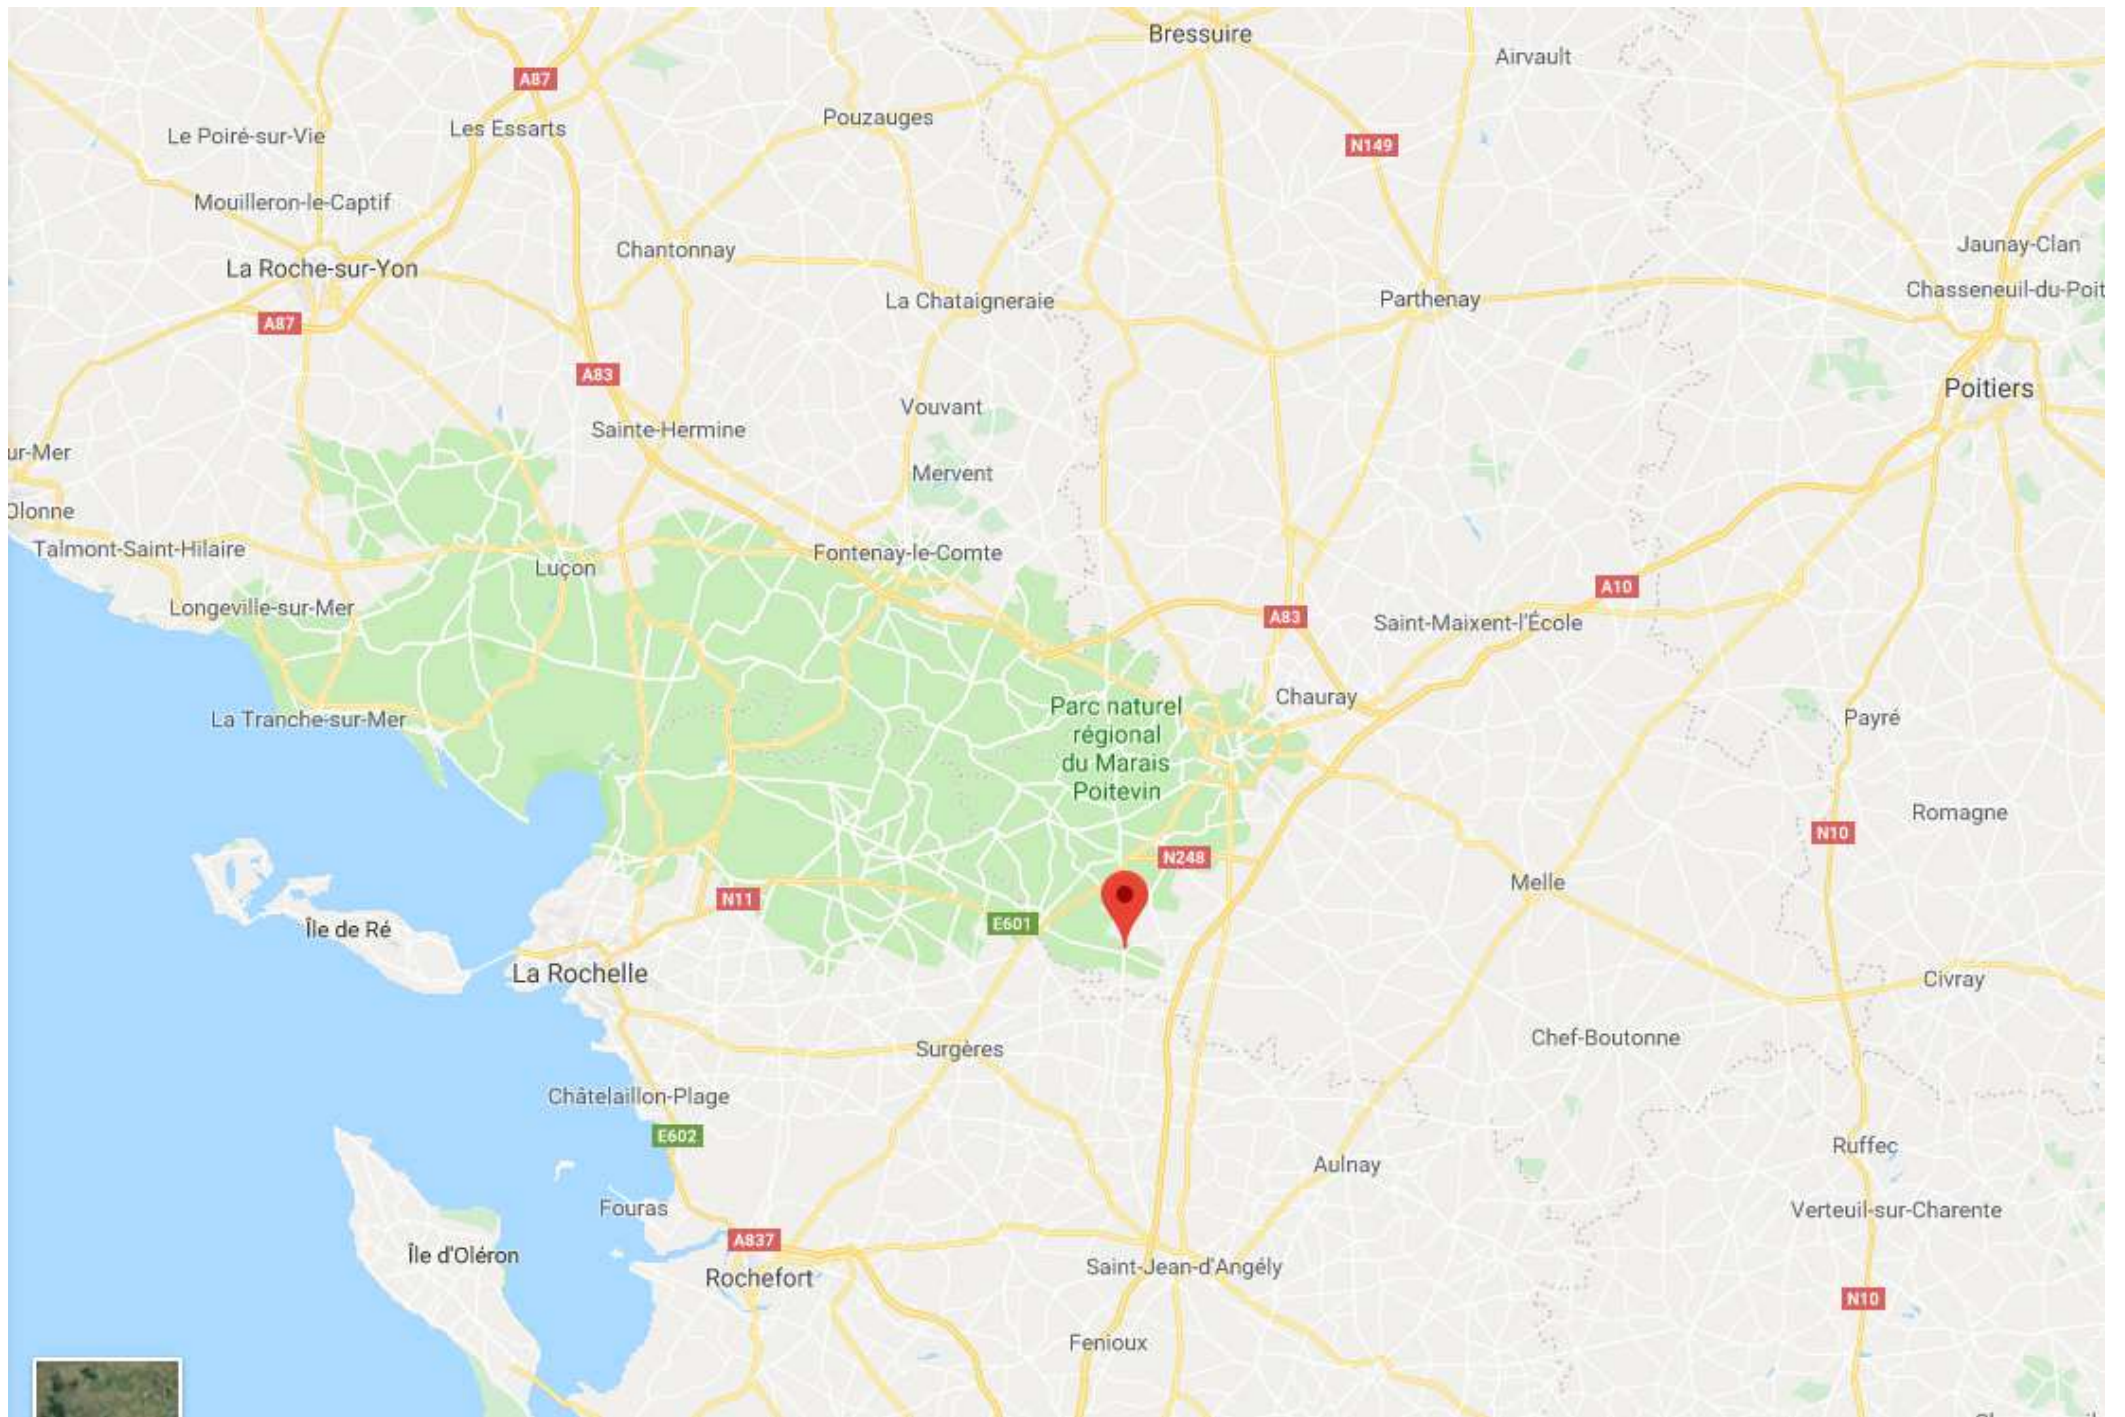 Bressuire
Airvault
A87
Pouzauges
Les Essarts
Le Poiré-sur-Vie
N149
Mouilleron-le-Captif
Jaunay-Clan
Chantonnay
La Roche-sur-Yon
Chasseneuil-du-Poit
La Chataigneraie
Parthenay
A87
A83
Poitiers
Vouvant
Sainte-Hermine
ur-Mer
Mervent
Olonne
Talmont-Saint-Hilaire
Fontenay-le-Comte
Luçon
A10
Longeville-sur-Mer
A83
Saint-Maixent-l'École
Chauray
Parc naturel
régional
du Marais
Poitevin
La Tranche-sur-Mer
Payré
Romagne
N10
N248
Melle
N11
E601
Île de Ré
La Rochelle
Civray
Chef-Boutonne
Surgères
Châtelaillon-Plage
E602
Ruffec
Aulnay
Fouras
Verteuil-sur-Charente
A837
Île d'Oléron
Saint-Jean-d'Angély
Rochefort
N10
Fenioux